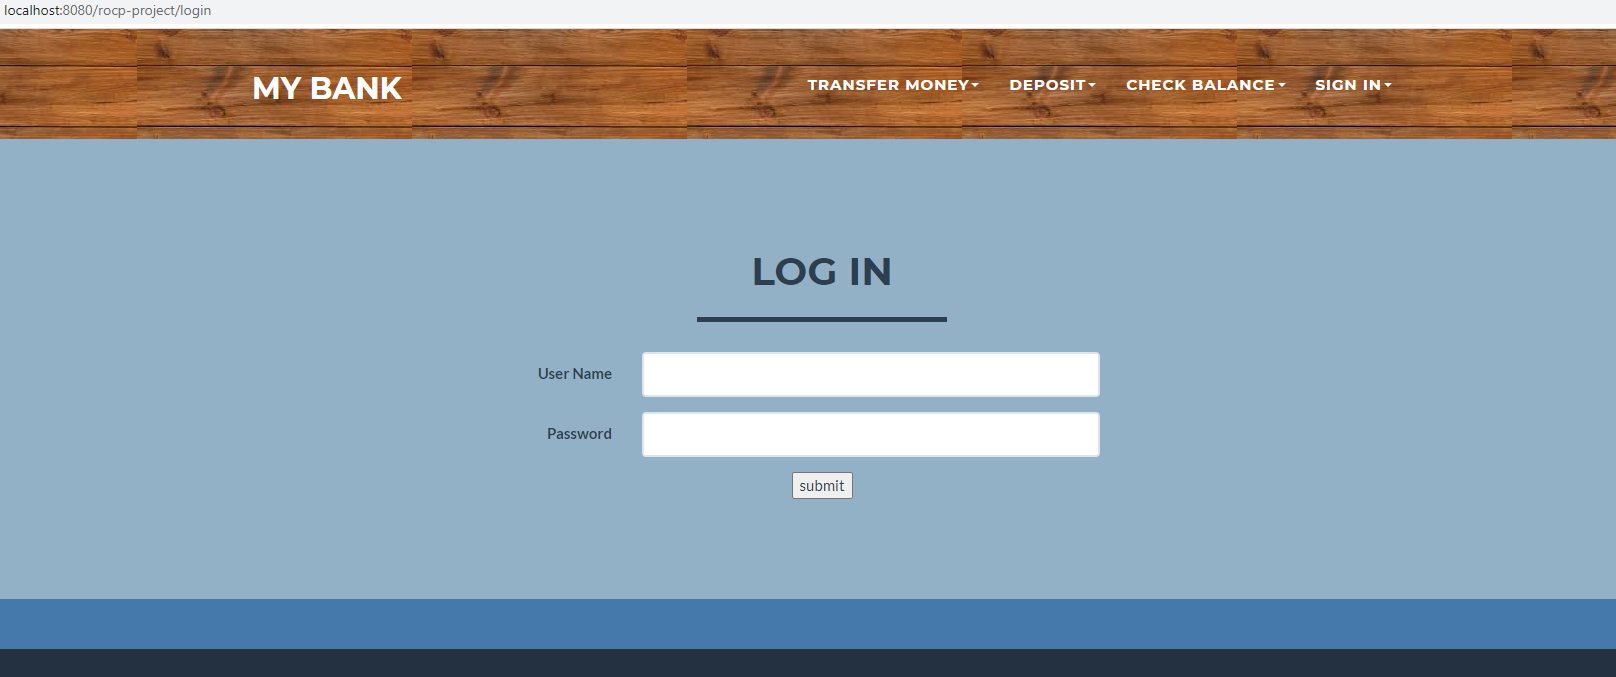 localhost:8080/rocp-project/login
MY BANK
TRANSFER MONEY DEPOSIT CHECK BALANCE SIGN IN
LOG IN
User Name
Password
submit